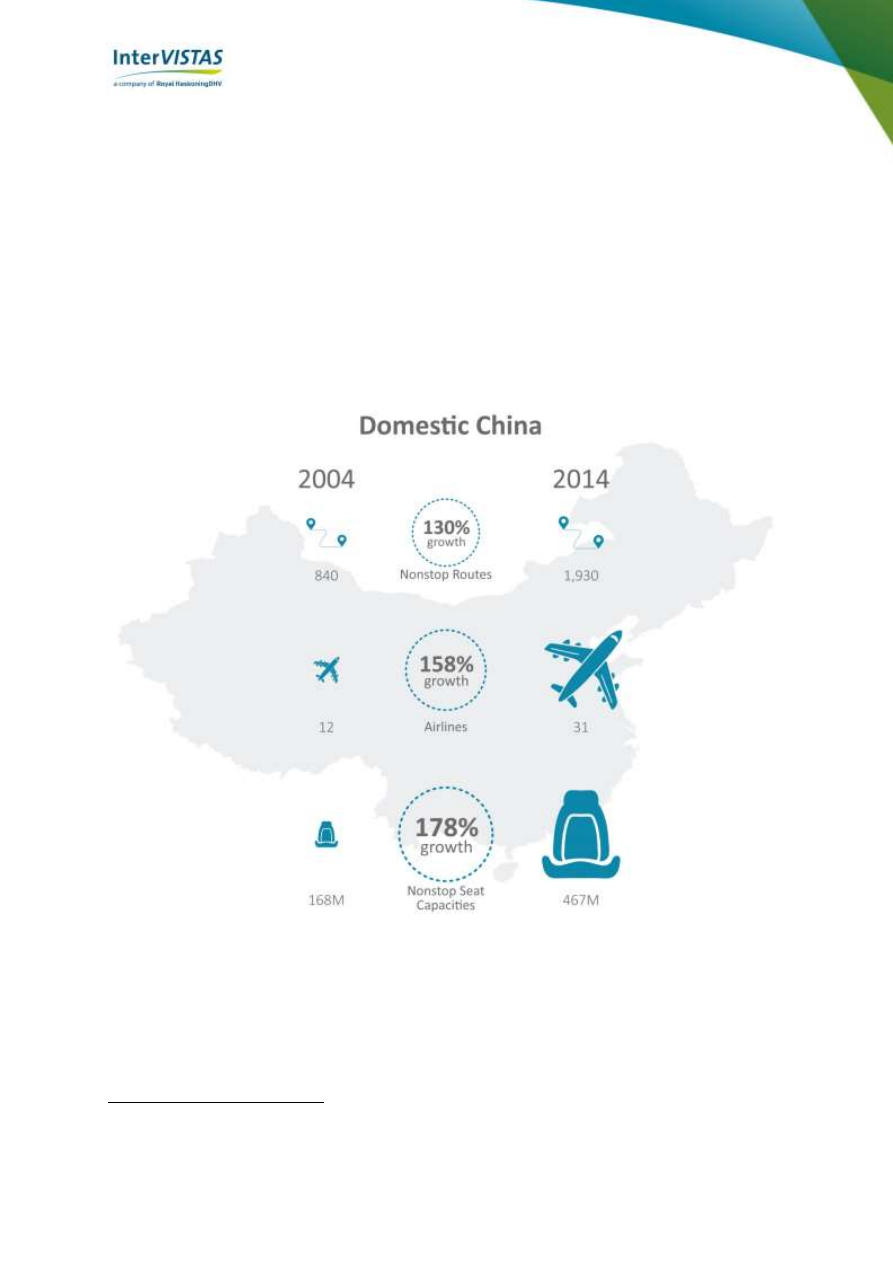 InterVISTAS
a company of Royal HaskoningDHV
Domestic China
2004
2014
130%
growth
840
Nonstop Routes
1,930
158%
growth
12
Airlines
31
178%
growth
168M
Nonstop Seat
Capacities
467M